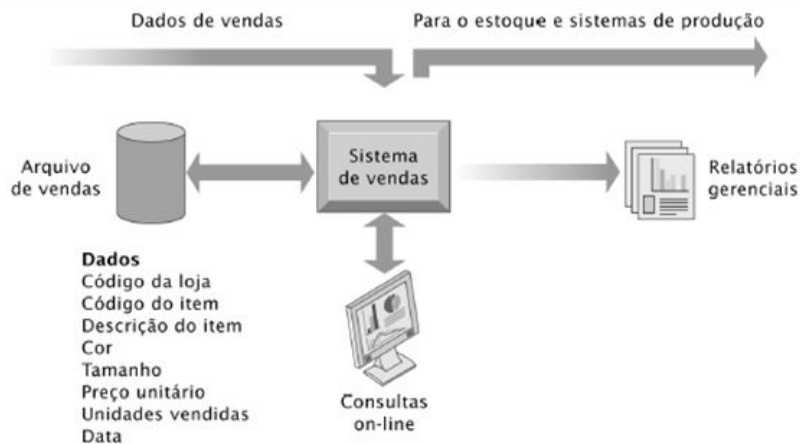 Dados de vendas
Para o estoque e sistemas de produção
Arquivo
de vendas
Sistema
de vendas
Relatórios
gerenciais
Dados
Código da loja
Código do item
Descrição do item
Cor
Tamanho
Preço unitário
Unidades vendidas
Data
Consultas
on-line